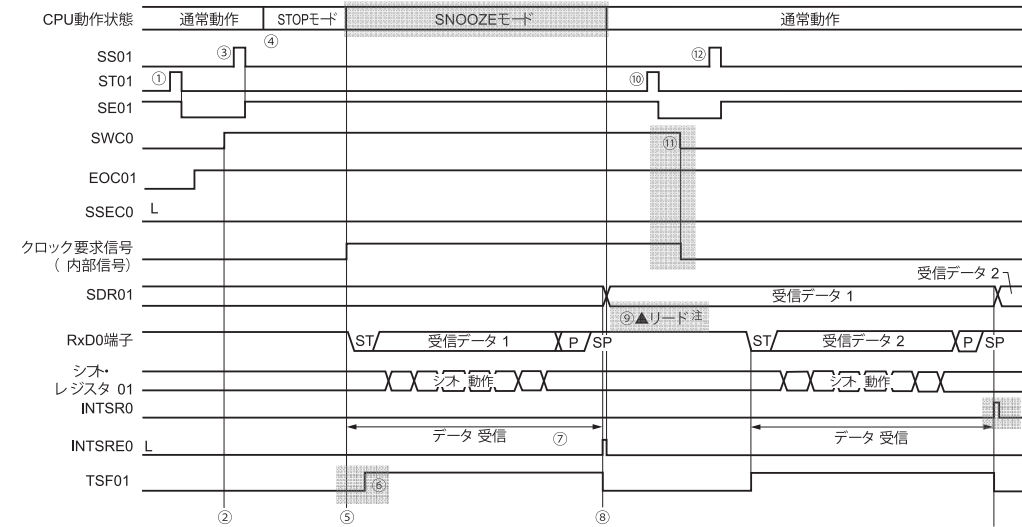 CPU動作状態 通常動作 STOPモード SNOOZEモード 通常動作
④
SS01 ③ ⑫
ST01 ① ⑩
SE01
SWC0 ⑪
EOC01
SSEC0 L
クロック要求信号
( 内部信号)
受信データ 2
SDR01 受信データ 1
⑨▲リード 注
RxD0端子 ST 受信データ 1 P SP ST 受信データ 2 P SP
シフト・
レジスタ 01 シフト 動作 シフト 動作
INTSR0
データ 受信 ⑦ データ 受信
INTSRE0 L
TSF01 ⑥
② ⑤ ⑧